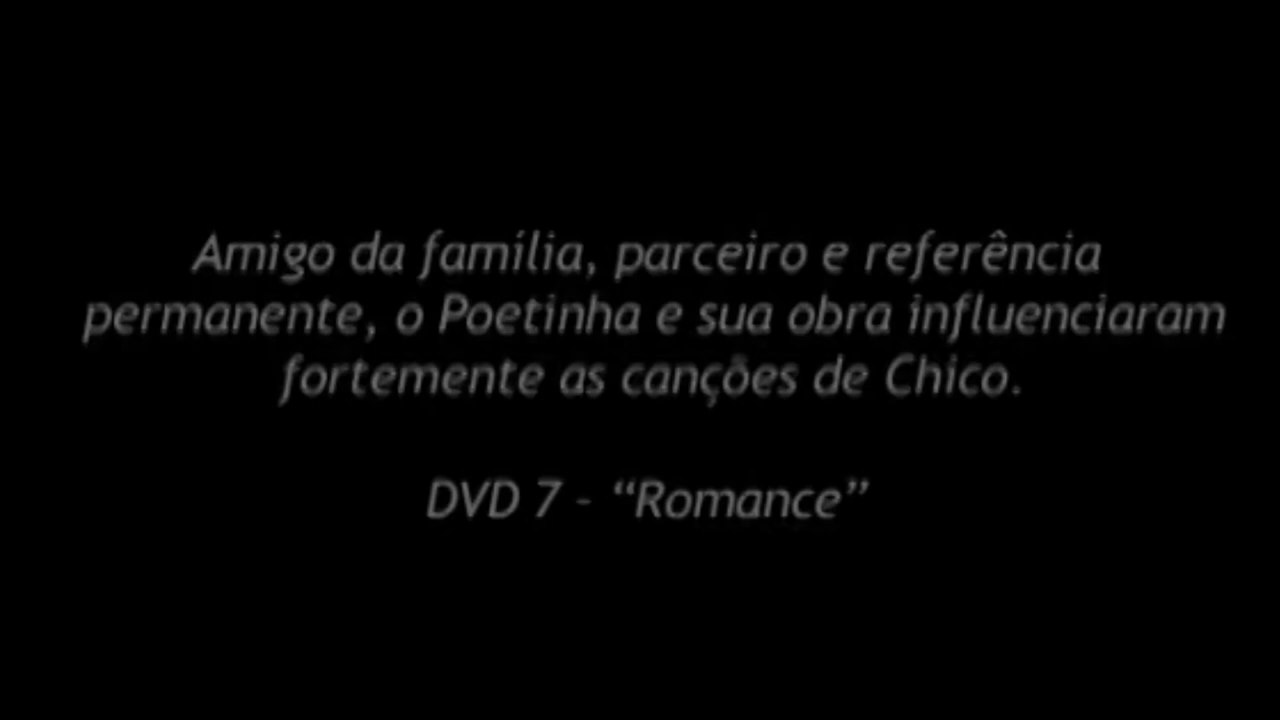 Amigo da família, parceiro e referência
permanente, o Poetinha e sua obra influenciaram
fortemente as canções de Chico.
DVD 7 – “Romance”